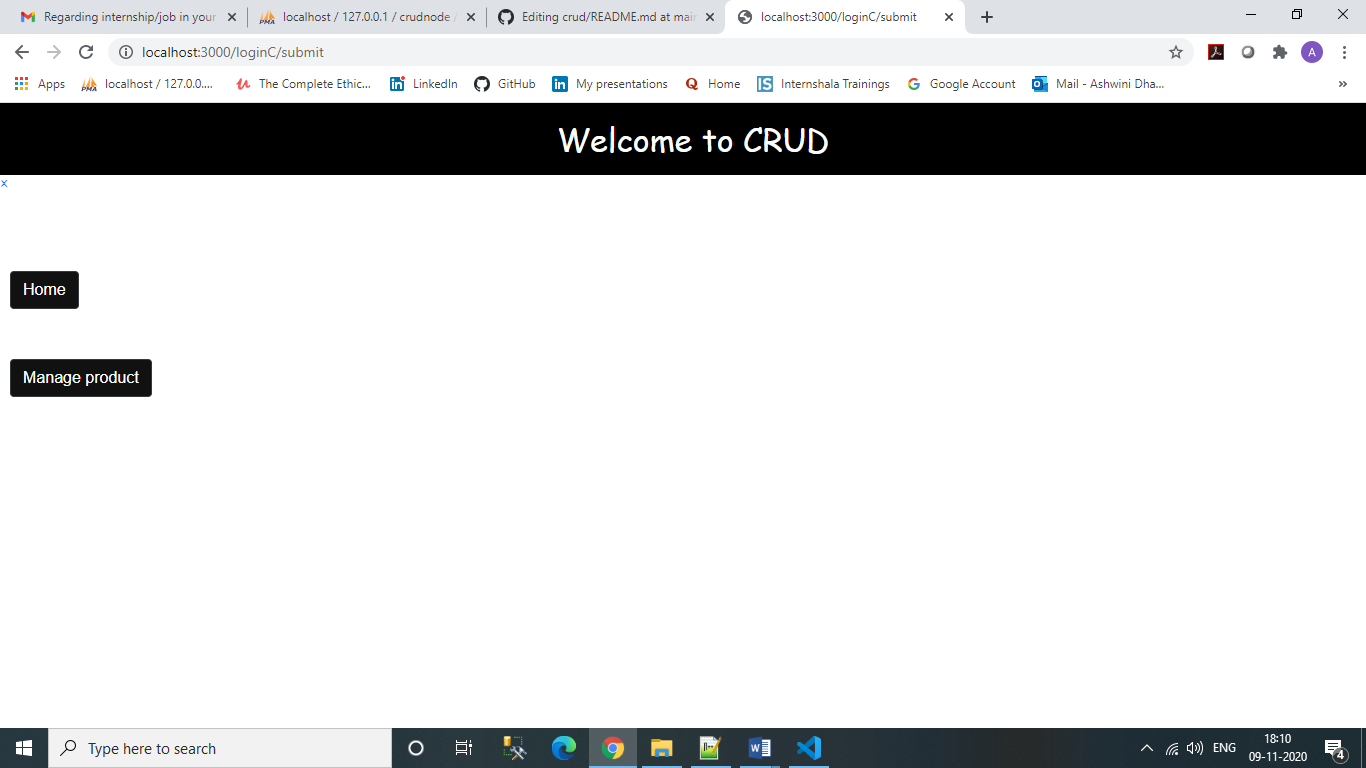 Regarding internship/job in your
localhost / 127.0.0.1 / crudnode /
Editing crud/README.md at main
localhost:3000/loginC/submit
localhost:3000/loginC/submit
A
Apps
PMA localhost / 127.0.0....
The Complete Ethic...
LinkedIn
GitHub
My presentations
Home
Internshala Trainings
Google Account
Mail - Ashwini Dha...
»
Welcome to CRUD
x
Home
Manage product
Type here to search
ENG
18:10
09-11-2020
4